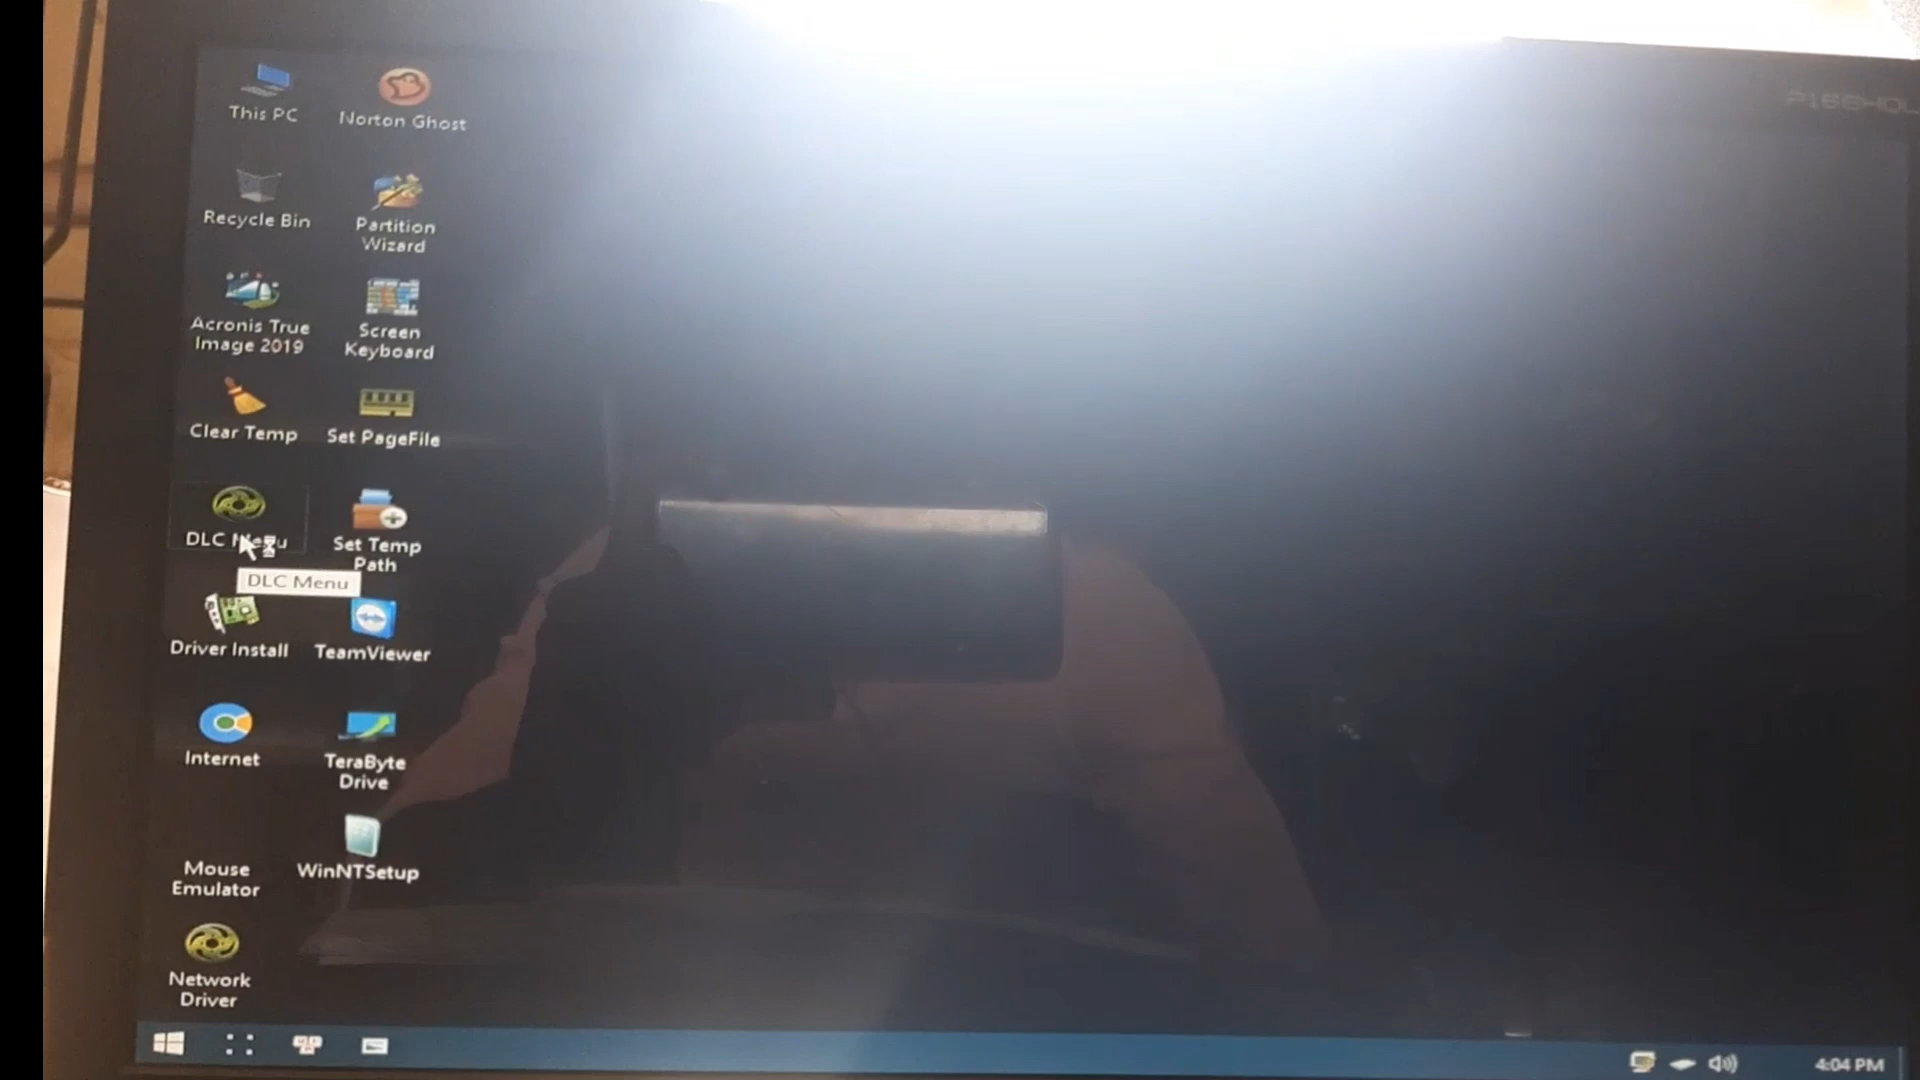 This PC
Norton Ghost
Recycle Bin
Partition
Wizard
Acronis True
Image 2019
Screen
Keyboard
Clear Temp
Set PageFile
DLC Menu
Set Temp
Path
DLC Menu
Driver Install
TeamViewer
Internet
TeraByte
Drive
Mouse
Emulator
WinNTSetup
Network
Driver
4:04 PM